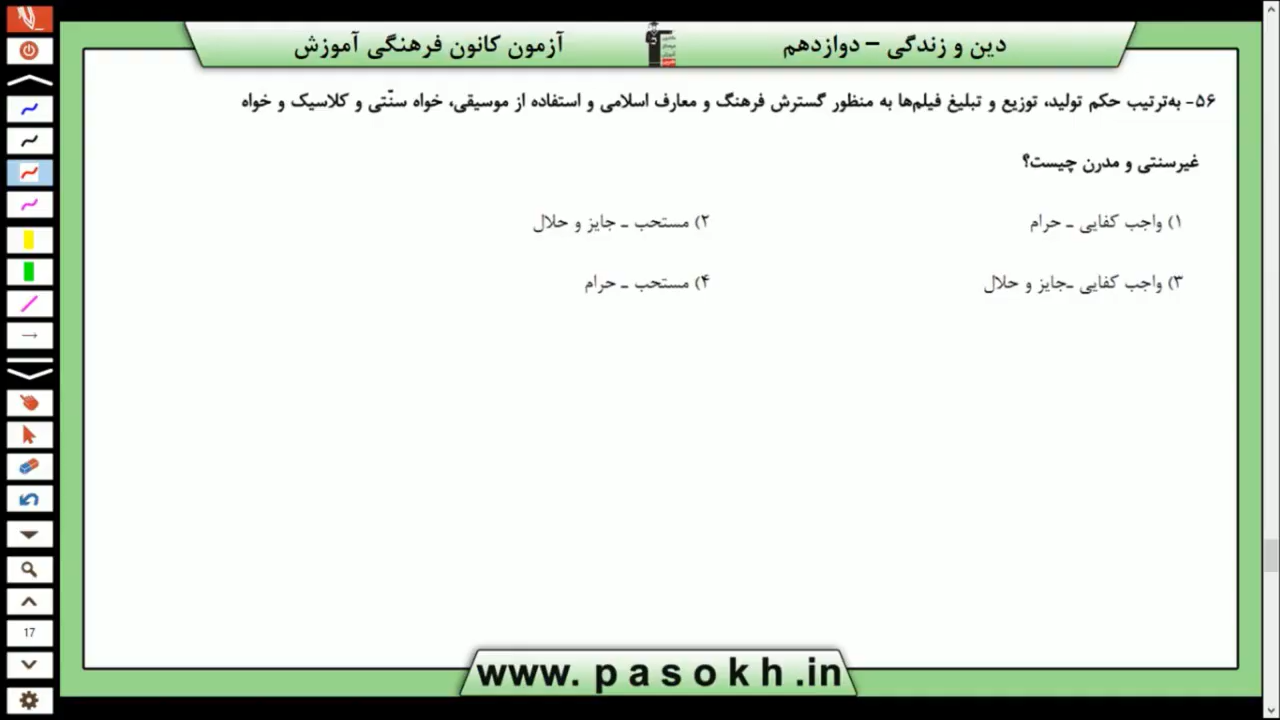 دین و زندگی – دوازدهم
آزمون کانون فرهنگی آموزش
۵۶- به‌ترتیب حکم تولید، توزیع و تبلیغ فیلم‌ها به منظور گسترش فرهنگ و معارف اسلامی و استفاده از موسیقی، خواه سنّتی و کلاسیک و خواه
غیرسنتی و مدرن چیست؟
۱) واجب کفایی ـ حرام
۲) مستحب ـ جایز و حلال
۳) واجب کفایی ـجایز و حلال
۴) مستحب ـ حرام
17
www. p a s o k h .in